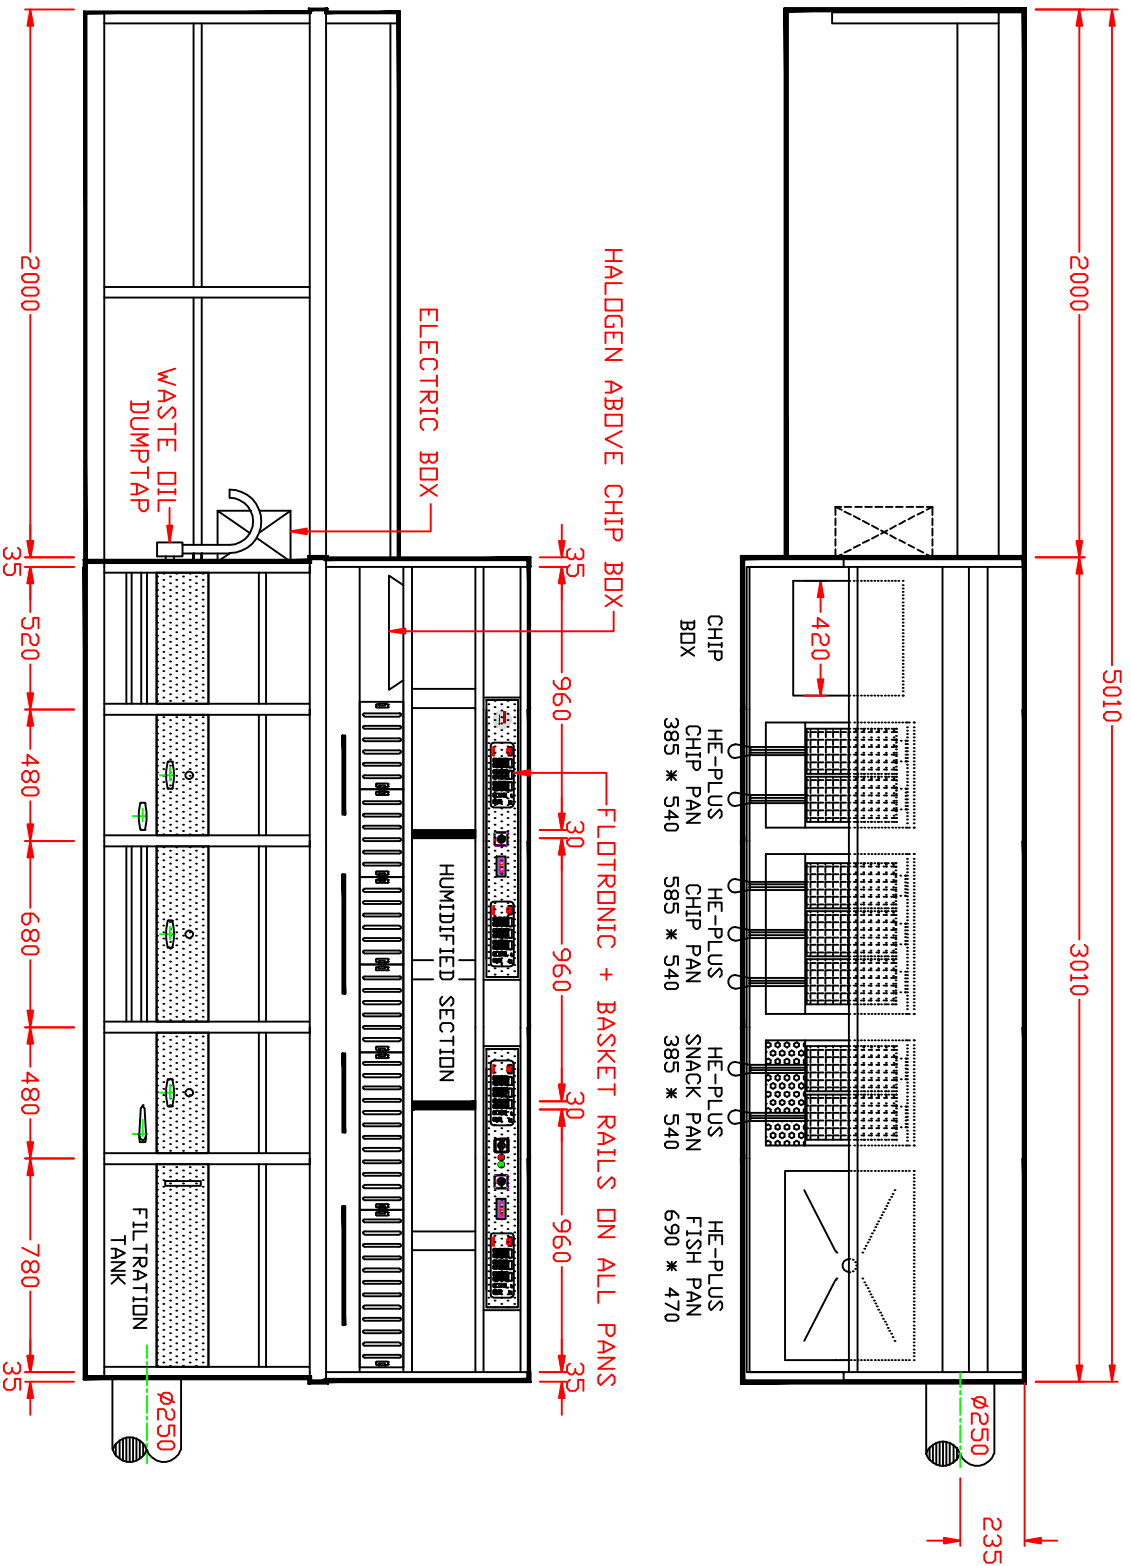 5010
2000
3010
420
CHIP
BOX
HE-PLUS
CHIP PAN
385 * 540
HE-PLUS
CHIP PAN
585 * 540
HE-PLUS
SNACK PAN
385 * 540
HE-PLUS
FISH PAN
690 * 470
Ø250
235
HALOGEN ABOVE CHIP BOX
FLOTRONIC + BASKET RAILS ON ALL PANS
35
960
30
960
30
960
35
ELECTRIC BOX
HUMIDIFIED SECTION
WASTE OIL
DUMPTAP
FILTRATION
TANK
Ø250
2000
35
520
480
680
480
780
35